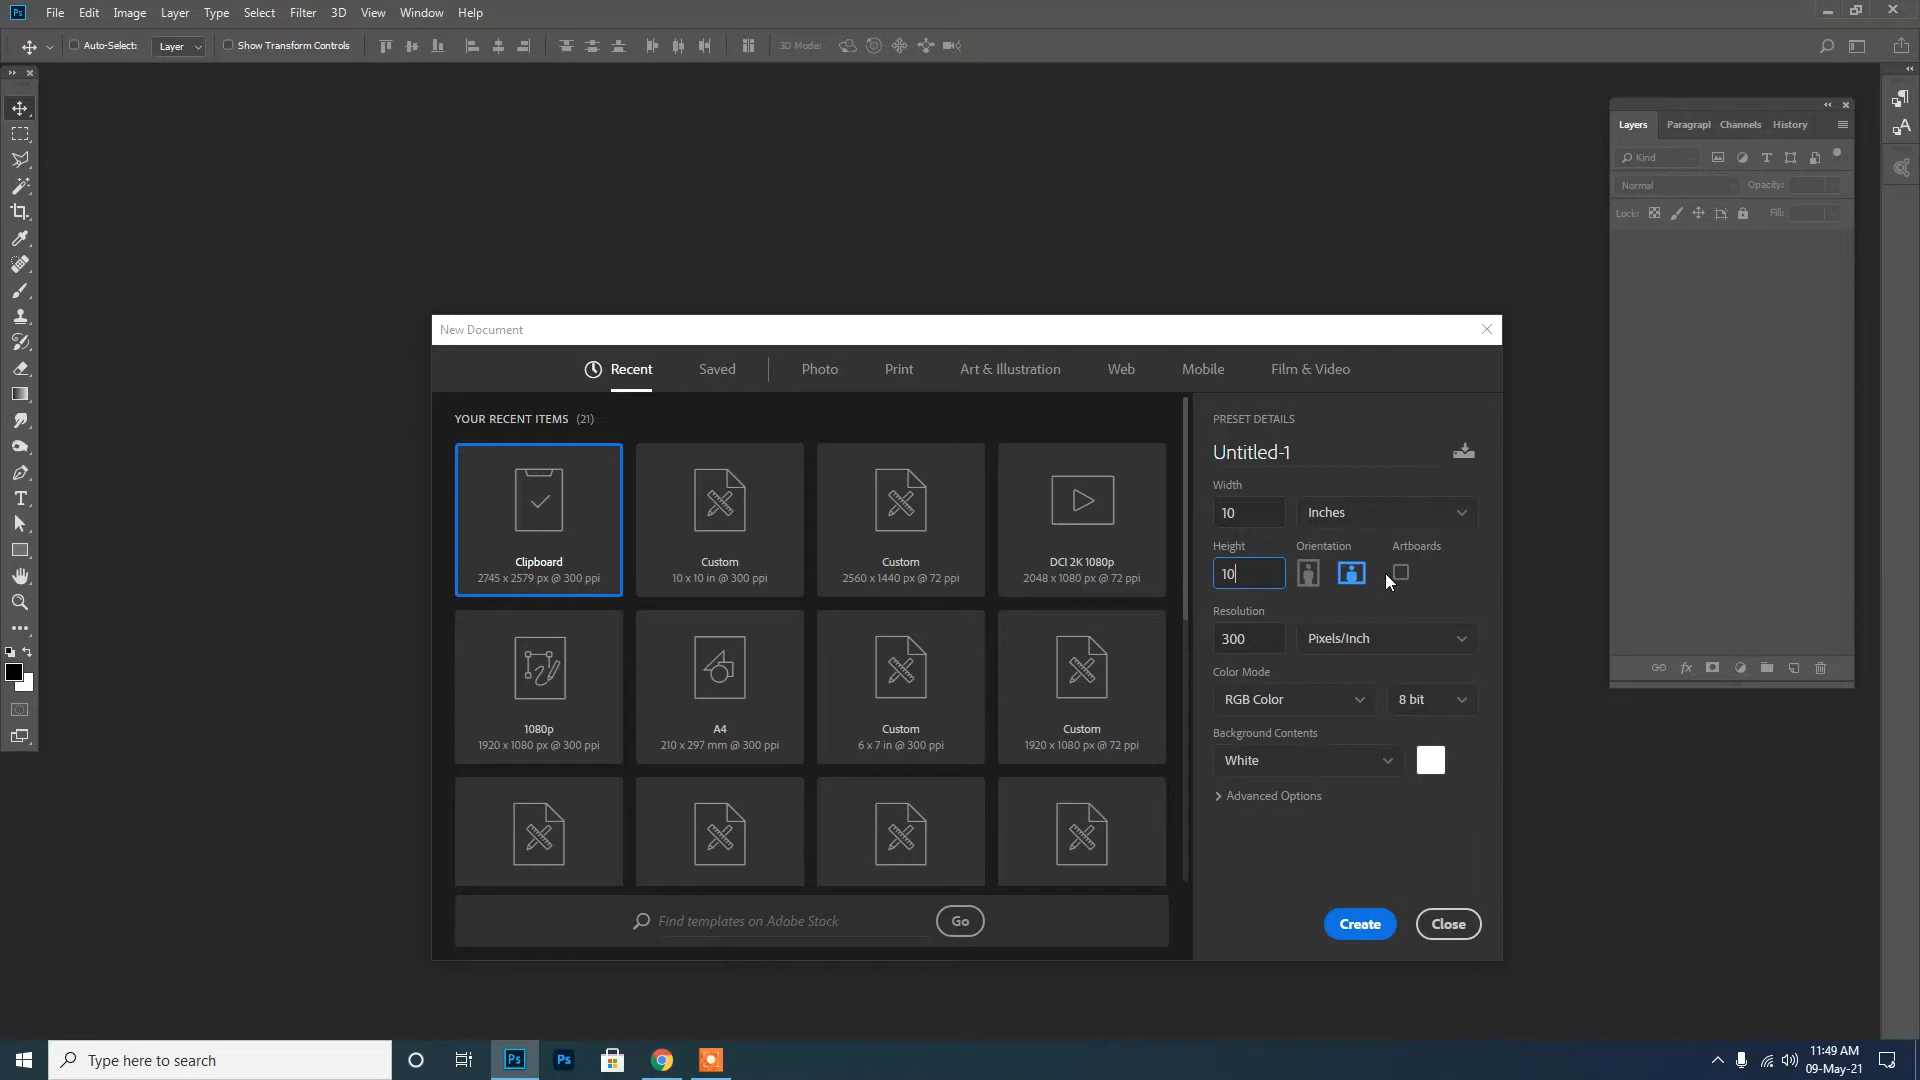 Ps File Edit Image Layer Type Select Filter 3D View Window Help
Auto-Select: Layer Show Transform Controls 3D Mode:
Layers Paragraph Channels History
Kind
Normal Opacity:
Lock: Fill:
New Document
Recent Saved Photo Print Art & Illustration Web Mobile Film & Video
YOUR RECENT ITEMS (21)
Clipboard
2745 x 2579 px @ 300 ppi
Custom
10 x 10 in @ 300 ppi
Custom
2560 x 1440 px @ 72 ppi
DCI 2K 1080p
2048 x 1080 px @ 72 ppi
1080p
1920 x 1080 px @ 300 ppi
A4
210 x 297 mm @ 300 ppi
Custom
6 x 7 in @ 300 ppi
Custom
1920 x 1080 px @ 72 ppi
Find templates on Adobe Stock Go
PRESET DETAILS
Untitled-1
Width
10 Inches
Height Orientation Artboards
10
Resolution
300 Pixels/Inch
Color Mode
RGB Color 8 bit
Background Contents
White
Advanced Options
Create Close
fx
Type here to search
Ps Ps
11:49 AM
09-May-21